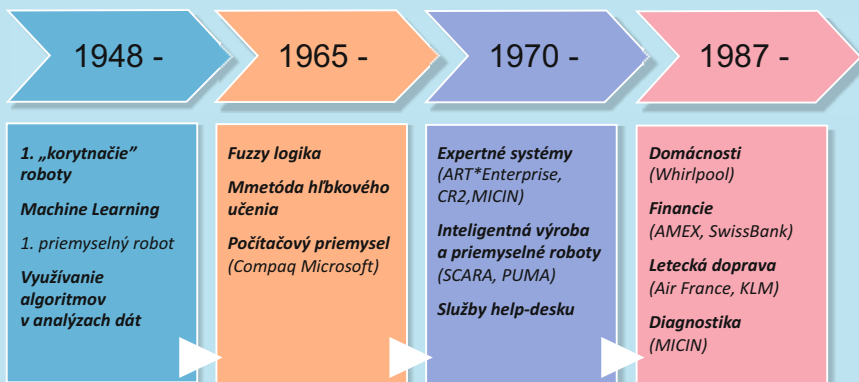 1948 -
1965 -
1970 -
1987 -
1. „korytnačie”
roboty
Machine Learning
1. priemyselný robot
Využívanie
algoritmov
v analýzach dát
Fuzzy logika
Mmetóda hľbkového
učenia
Počítačový priemysel
(Compaq Microsoft)
Expertné systémy
(ART*Enterprise,
CR2,MICIN)
Inteligentná výroba
a priemyselné roboty
(SCARA, PUMA)
Služby help-desku
Domácnosti
(Whirlpool)
Financie
(AMEX, SwissBank)
Letecká doprava
(Air France, KLM)
Diagnostika
(MICIN)